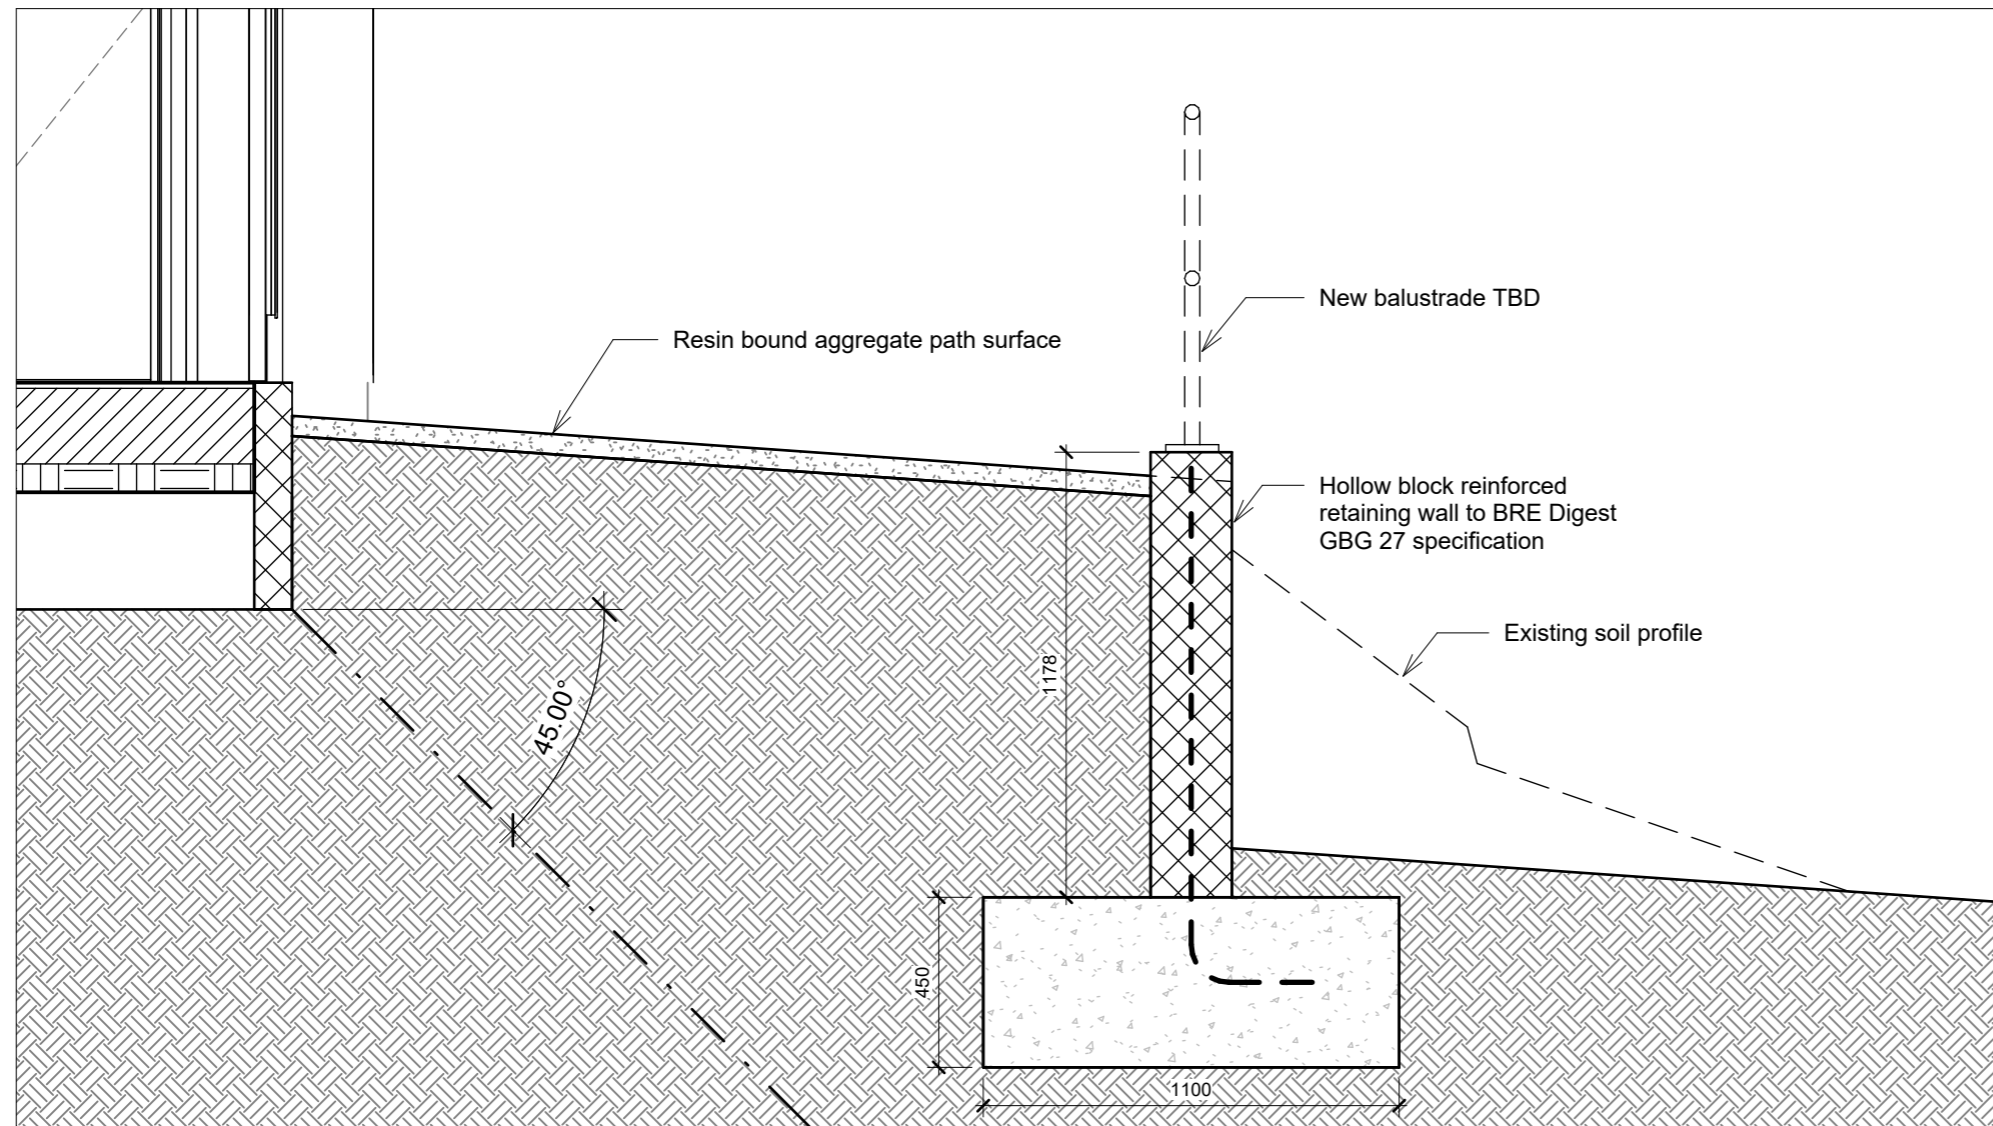 New balustrade TBD
Resin bound aggregate path surface
Hollow block reinforced
retaining wall to BRE Digest
GBG 27 specification
Existing soil profile
1178
45.00°
450
1100